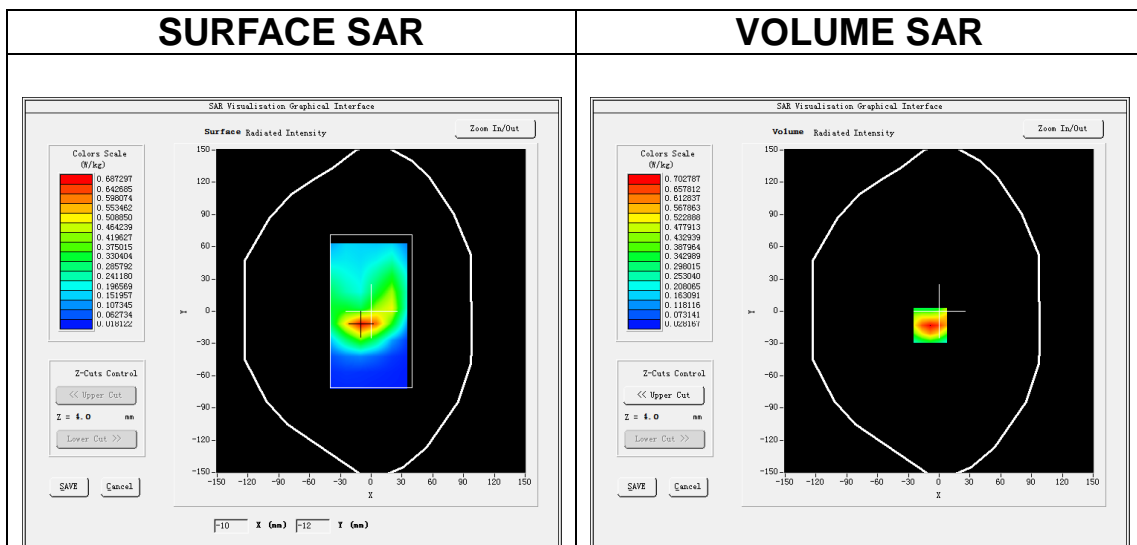 SURFACE SAR
SAR Visualisation Graphical Interface
Surface Radiated Intensity
Zoom In/Out
Colors Scale
(W/kg)
0.687297
0.642685
0.598074
0.553462
0.508850
0.464239
0.419627
0.375015
0.330404
0.285792
0.241180
0.196569
0.151957
0.107345
0.062734
0.018122
Z-Cuts Control
<< Upper Cut
Z = 4.0 mm
Lower Cut >>
SAVE Cancel
150
120
90
60
30
0
-30
-60
-90
-120
-150
Y
-150 -120 -90 -60 -30 0 30 60 90 120 150
X
-10 X (mm) -12 Y (mm)
VOLUME SAR
SAR Visualisation Graphical Interface
Volume Radiated Intensity
Zoom In/Out
Colors Scale
(W/kg)
0.702787
0.657812
0.612837
0.567863
0.522888
0.477913
0.432939
0.387964
0.342989
0.298015
0.253040
0.208065
0.163091
0.118116
0.073141
0.028167
Z-Cuts Control
<< Upper Cut
Z = 4.0 mm
Lower Cut >>
SAVE Cancel
150
120
90
60
30
0
-30
-60
-90
-120
-150
Y
-150 -120 -90 -60 -30 0 30 60 90 120 150
X